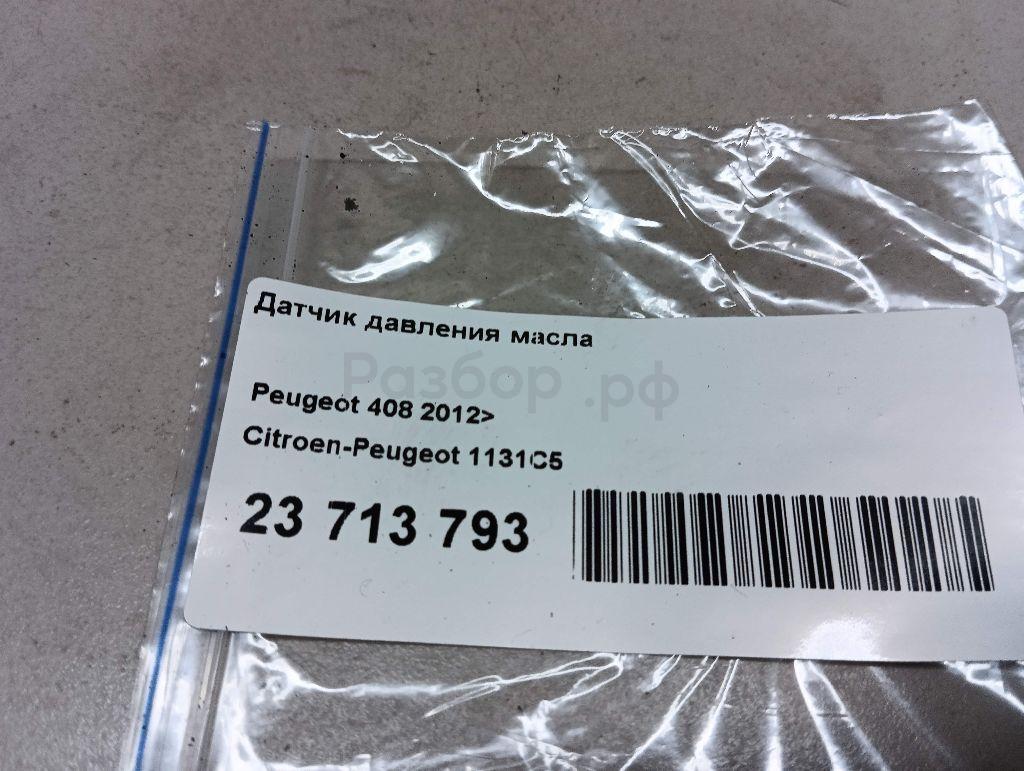 Датчик давления масла
Разбор.рф
Peugeot 408 2012>
Citroen-Peugeot 1131C5
23 713 793